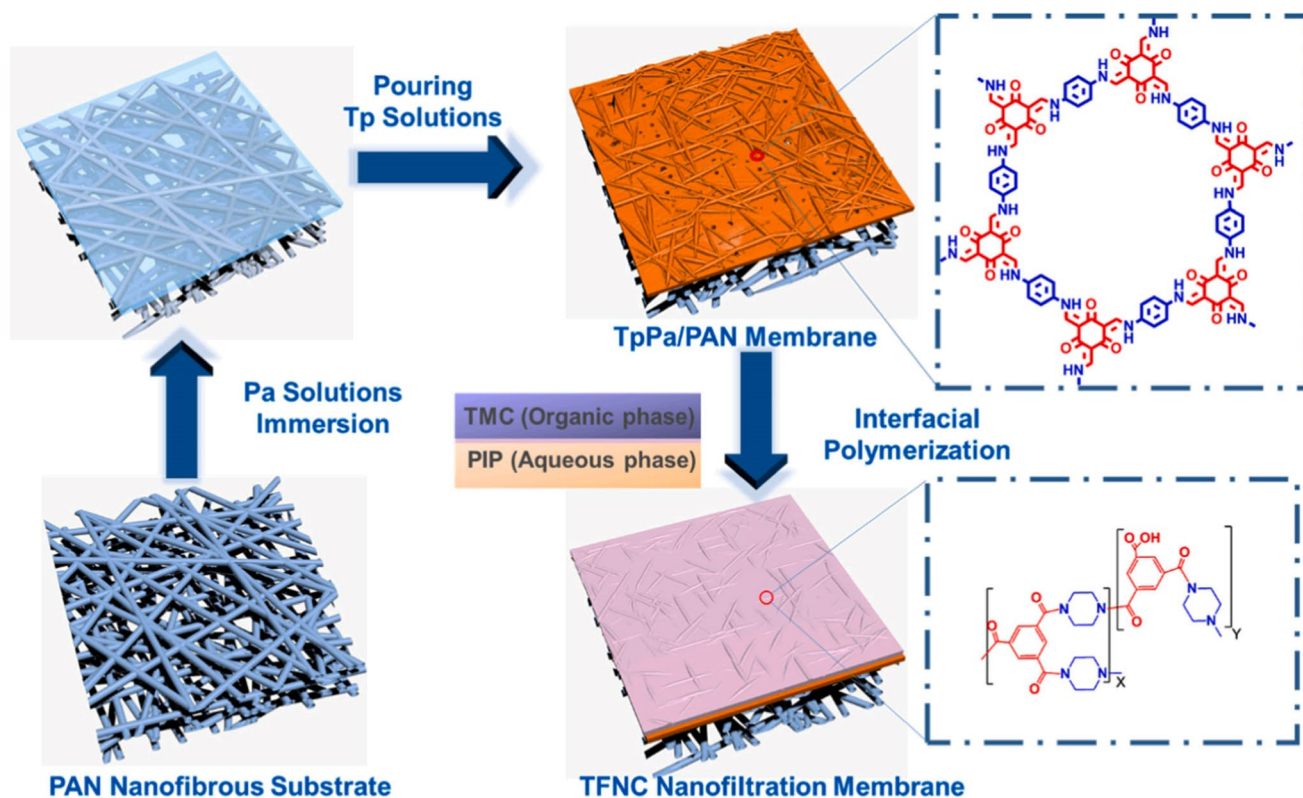 Pouring
Tp Solutions
TpPa/PAN Membrane
Pa Solutions
Immersion
TMC (Organic phase)
PIP (Aqueous phase)
Interfacial
Polymerization
PAN Nanofibrous Substrate
TFNC Nanofiltration Membrane
OH
X
Y